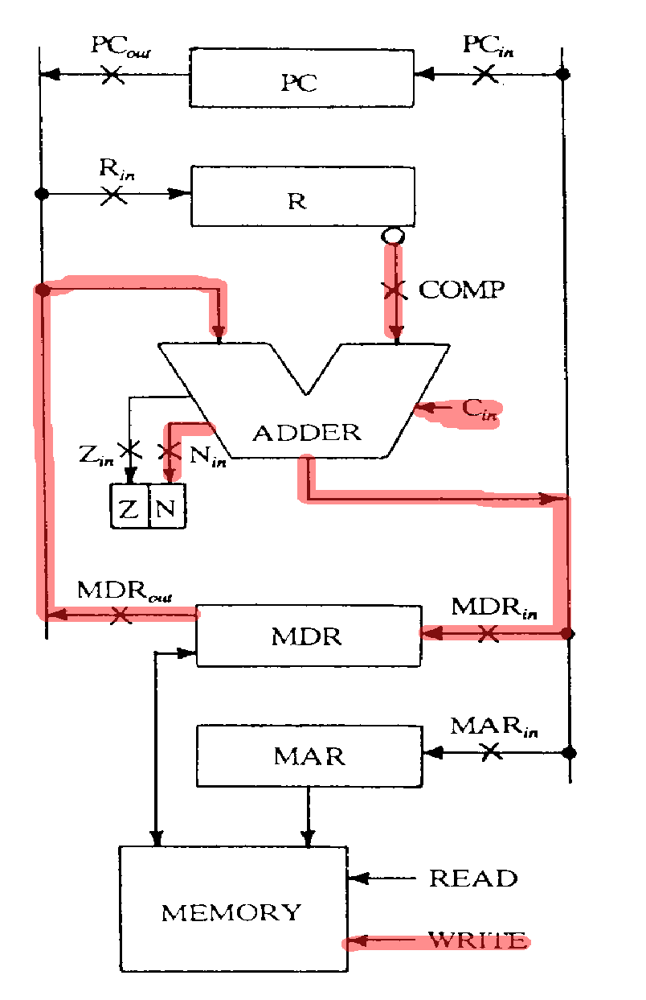 PCout PCin
PC
Rin
R
COMP
Cin
ADDER
Zin Nin
Z N
MDRout MDRin
MDR
MARin
MAR
READ
MEMORY
WRITE